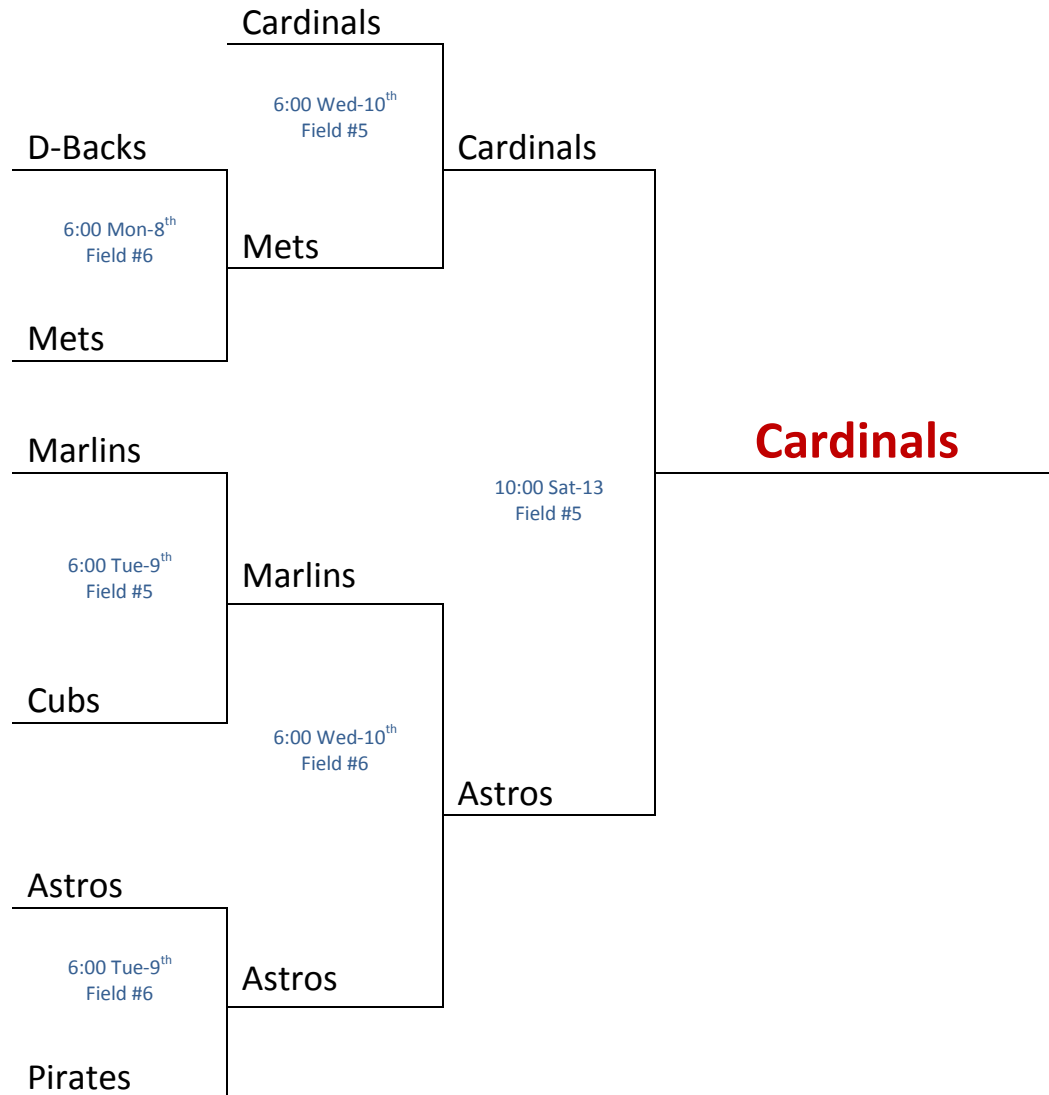 Cardinals
6:00 Wed-10th
Field #5
D-Backs
Cardinals
6:00 Mon-8th
Field #6
Mets
Mets
Marlins
Cardinals
10:00 Sat-13
Field #5
6:00 Tue-9th
Field #5
Marlins
Cubs
6:00 Wed-10th
Field #6
Astros
Astros
6:00 Tue-9th
Field #6
Astros
Pirates